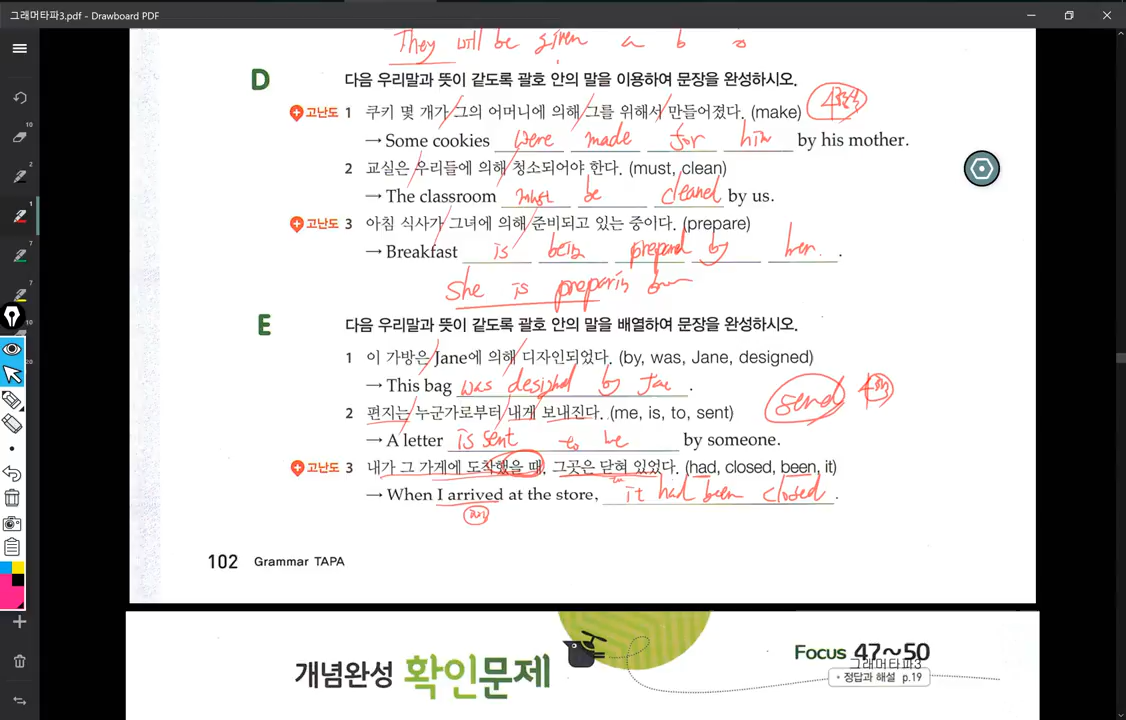 그래머타파3.pdf - Drawboard PDF
They will be given a b
D 다음 우리말과 뜻이 같도록 괄호 안의 말을 이용하여 문장을 완성하시오.
고난도 1 쿠키 몇 개가 그의 어머니에 의해 그를 위해서 만들어졌다. (make) 4형식
→ Some cookies were made for him by his mother.
2 교실은 우리들에 의해 청소되어야 한다. (must, clean)
→ The classroom must be cleaned by us.
고난도 3 아침 식사가 그녀에 의해 준비되고 있는 중이다. (prepare)
→ Breakfast is being prepared by her.
She is preparing
E 다음 우리말과 뜻이 같도록 괄호 안의 말을 배열하여 문장을 완성하시오.
1 이 가방은 Jane에 의해 디자인되었다. (by, was, Jane, designed)
→ This bag was designed by Jane.
2 편지는 누군가로부터 내게 보내진다. (me, is, to, sent) send 4형
→ A letter is sent to me by someone.
고난도 3 내가 그 가게에 도착했을 때, 그곳은 닫혀 있었다. (had, closed, been, it)
→ When I arrived at the store, it had been closed.
102 Grammar TAPA
개념완성 확인문제
Focus 47~50
그래머타파3
• 정답과 해설 p.19